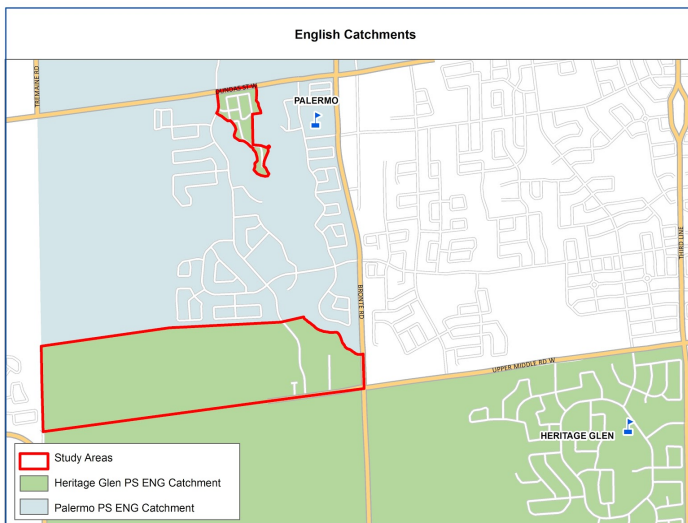 English Catchments
TREMAINE RD
DUNDAS ST W
PALERMO
THIRD LINE
BRONTE RD
UPPER MIDDLE RD W
HERITAGE GLEN
Study Areas
Heritage Glen PS ENG Catchment
Palermo PS ENG Catchment